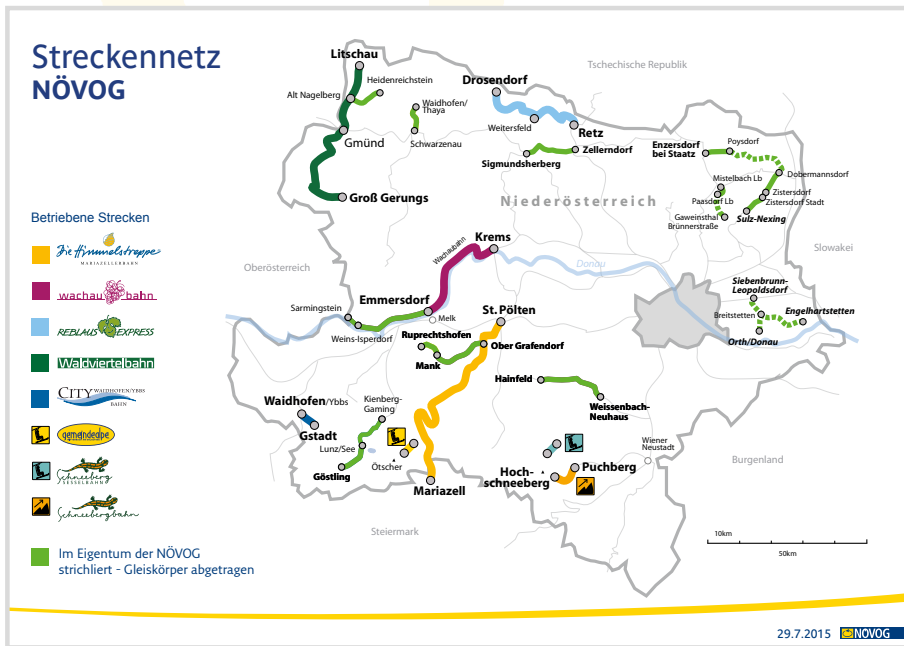 Streckennetz
NÖVOG
Litschau
Heidenreichstein
Alt Nagelberg
Waidhofen/
Thaya
Gmünd
Schwarzenau
Groß Gerungs
Drosendorf
Tschechische Republik
Weitersfeld
Retz
Zellerndorf
Sigmundsherberg
Enzersdorf
bei Staatz
Poysdorf
Dobermannsdorf
Mistelbach Lb
Zistersdorf
Paasdorf Lb
Zistersdorf Stadt
Gaweinsthal
Brünnerstraße
Sulz-Nexing
Niederösterreich
Slowakei
Betriebene Strecken
Die Himmelstreppe
MARIAZELLERBAHN
wachau bahn
REBLAUS EXPRESS
Waldviertelbahn
CITY WAIDHOFEN/YBBS
BAHN
gemeindealpe
Schneeberg
SESSELBAHN
Schneebergbahn
Im Eigentum der NÖVOG
strichliert - Gleiskörper abgetragen
Oberösterreich
Krems
Wachaubahn
Donau
Emmersdorf
Sarmingstein
Melk
Weins-Isperdorf
St. Pölten
Ruprechtshofen
Mank
Ober Grafendorf
Siebenbrunn-
Leopoldsdorf
Breitstetten
Engelhartstetten
Orth/Donau
Hainfeld
Weissenbach-
Neuhaus
Waidhofen/Ybbs
Kienberg-
Gaming
Gstadt
Lunz/See
Göstling
Ötscher
Mariazell
Hoch-
schneeberg
Puchberg
Wiener
Neustadt
Burgenland
Steiermark
10km
50km
29.7.2015 NÖVOG